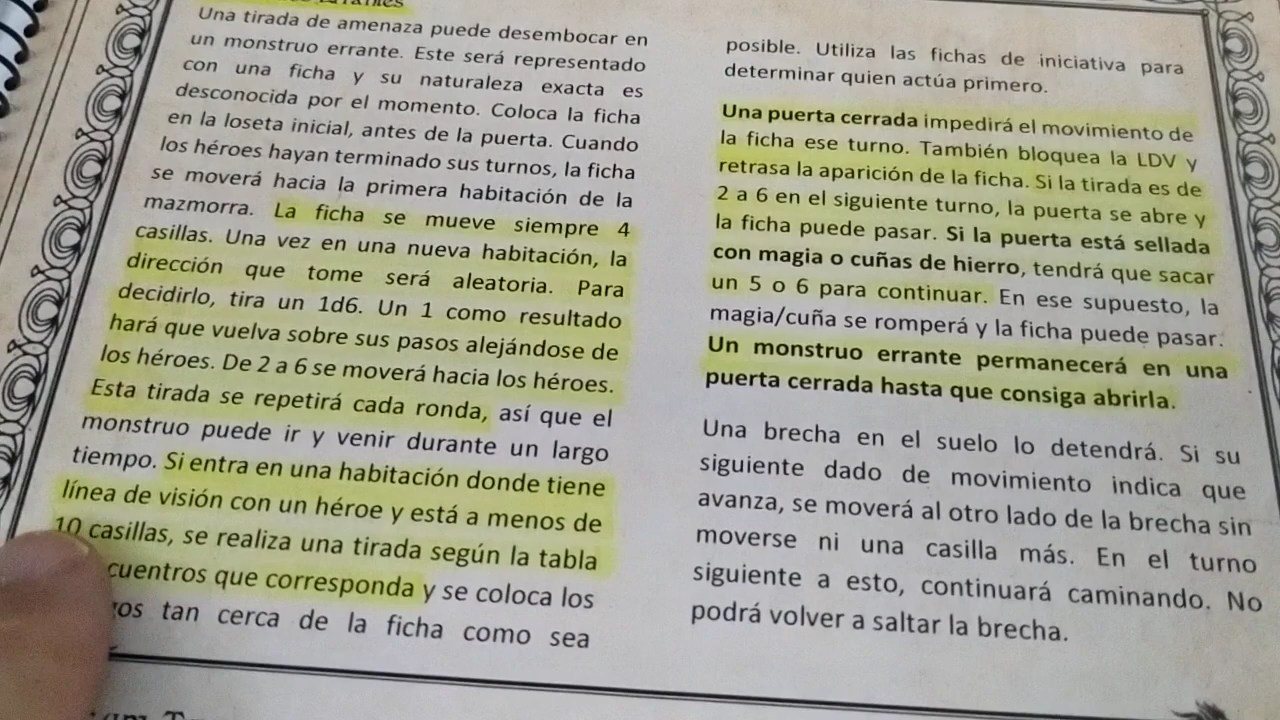 Una tirada de amenaza puede desembocar en
un monstruo errante. Este será representado
con una ficha y su naturaleza exacta es
desconocida por el momento. Coloca la ficha
en la loseta inicial, antes de la puerta. Cuando
los héroes hayan terminado sus turnos, la ficha
se moverá hacia la primera habitación de la
mazmorra. La ficha se mueve siempre 4
casillas. Una vez en una nueva habitación, la
dirección que tome será aleatoria. Para
decidirlo, tira un 1d6. Un 1 como resultado
hará que vuelva sobre sus pasos alejándose de
los héroes. De 2 a 6 se moverá hacia los héroes.
Esta tirada se repetirá cada ronda, así que el
monstruo puede ir y venir durante un largo
tiempo. Si entra en una habitación donde tiene
línea de visión con un héroe y está a menos de
10 casillas, se realiza una tirada según la tabla
cuentros que corresponda y se coloca los
gos tan cerca de la ficha como sea
posible. Utiliza las fichas de iniciativa para
determinar quien actúa primero.
Una puerta cerrada impedirá el movimiento de
la ficha ese turno. También bloquea la LDV y
retrasa la aparición de la ficha. Si la tirada es de
2 a 6 en el siguiente turno, la puerta se abre y
la ficha puede pasar. Si la puerta está sellada
con magia o cuñas de hierro, tendrá que sacar
un 5 o 6 para continuar. En ese supuesto, la
magia/cuña se romperá y la ficha puede pasar.
Un monstruo errante permanecerá en una
puerta cerrada hasta que consiga abrirla.
Una brecha en el suelo lo detendrá. Si su
siguiente dado de movimiento indica que
avanza, se moverá al otro lado de la brecha sin
moverse ni una casilla más. En el turno
siguiente a esto, continuará caminando. No
podrá volver a saltar la brecha.